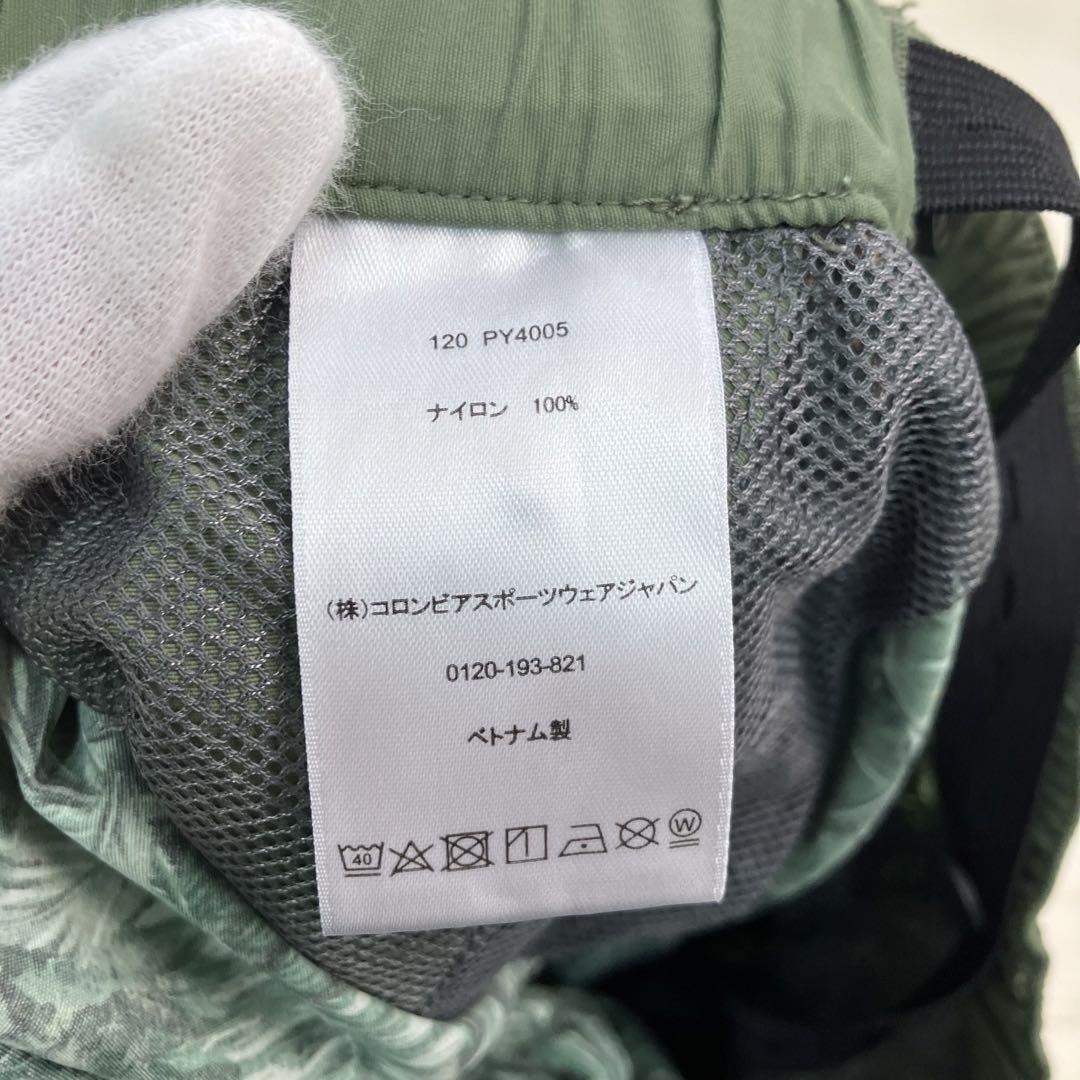 120 PY4005
ナイロン 100%
(株)コロンビアスポーツウェアジャパン
0120-193-821
ベトナム製
40 W